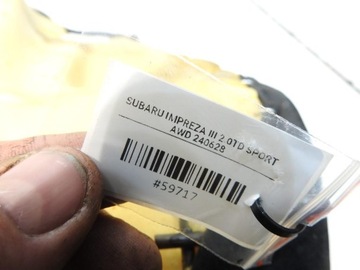 SUBARU IMPREZA III 2.0TD SPORT
AWD 240628
#59717